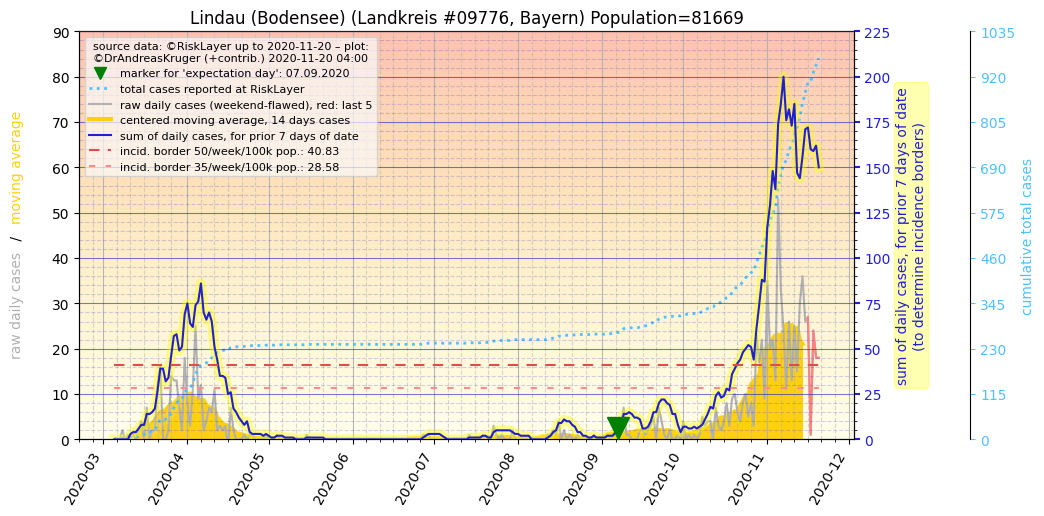 Lindau (Bodensee) (Landkreis #09776, Bayern) Population=81669
source data: ©RiskLayer up to 2020-11-20 – plot:
©DrAndreasKruger (+contrib.) 2020-11-20 04:00
marker for 'expectation day': 07.09.2020
total cases reported at RiskLayer
raw daily cases (weekend-flawed), red: last 5
centered moving average, 14 days cases
sum of daily cases, for prior 7 days of date
incid. border 50/week/100k pop.: 40.83
incid. border 35/week/100k pop.: 28.58
raw daily cases / moving average
90
80
70
60
50
40
30
20
10
0
2020-03
2020-04
2020-05
2020-06
2020-07
2020-08
2020-09
2020-10
2020-11
2020-12
225
200
175
150
125
100
75
50
25
0
sum of daily cases, for prior 7 days of date
(to determine incidence borders)
1035
920
805
690
575
460
345
230
115
0
cumulative total cases